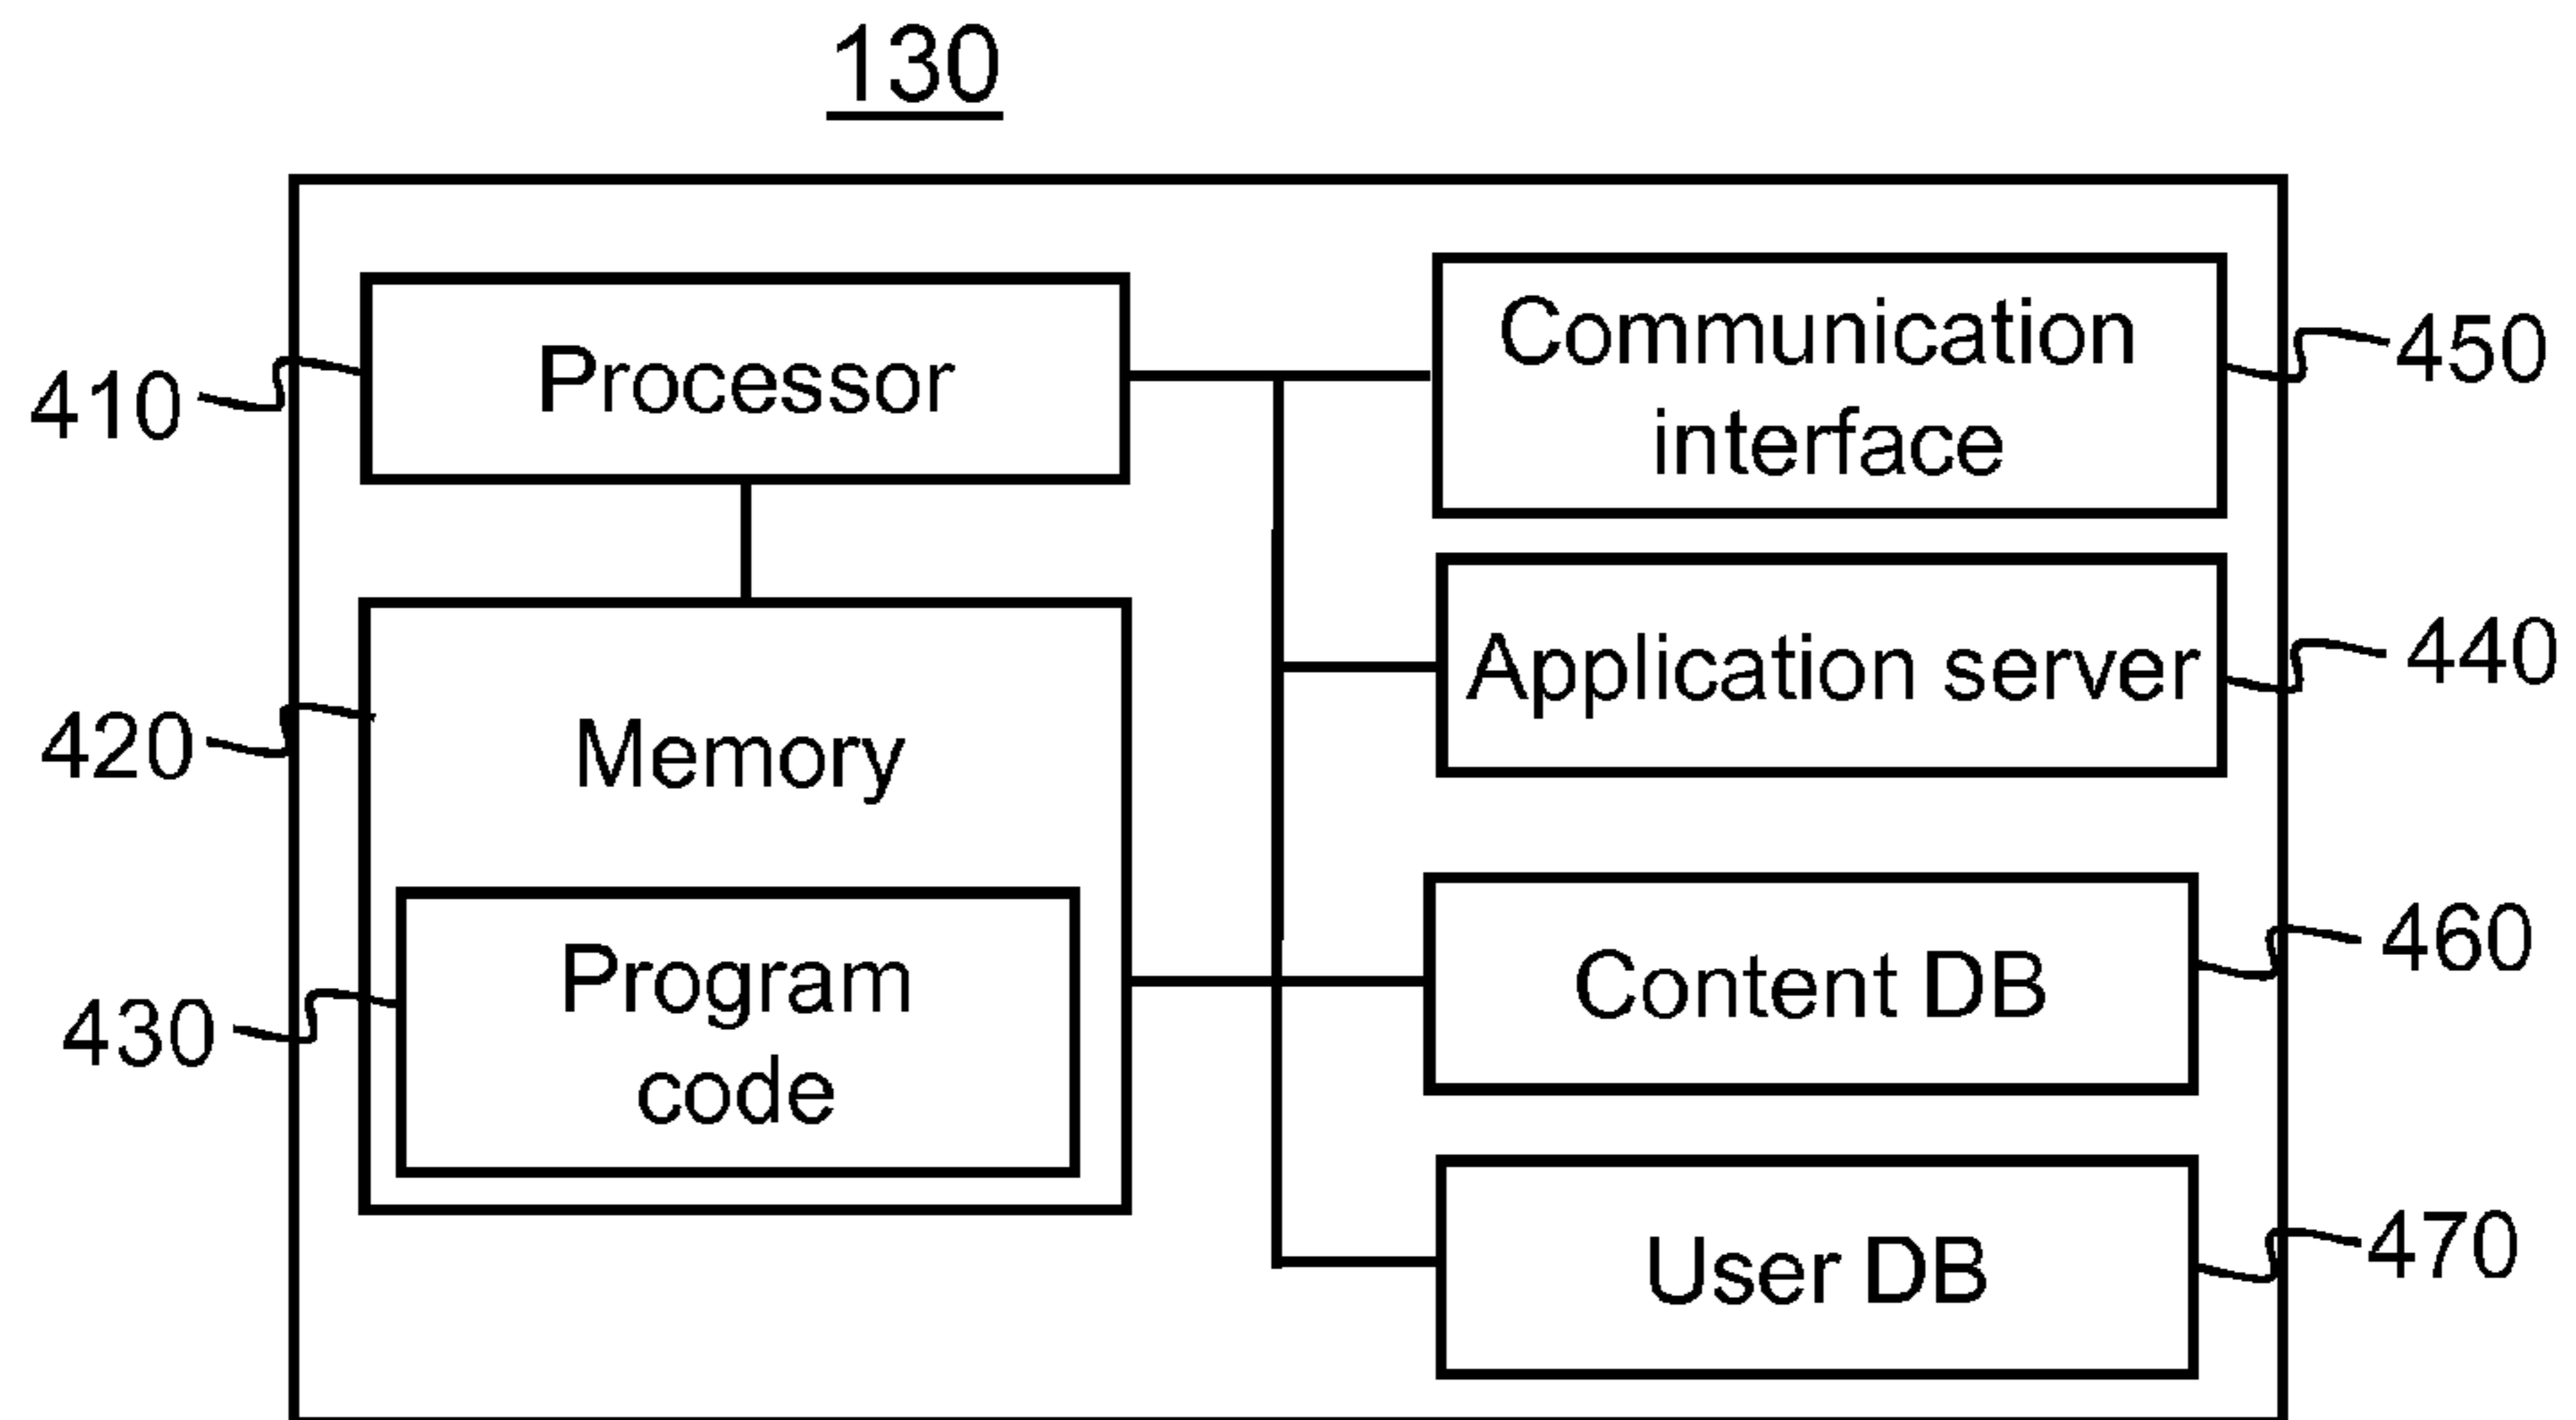 130
410
Processor
Communication
interface
450
420
Memory
Application server
440
430
Program
code
Content DB
460
User DB
470